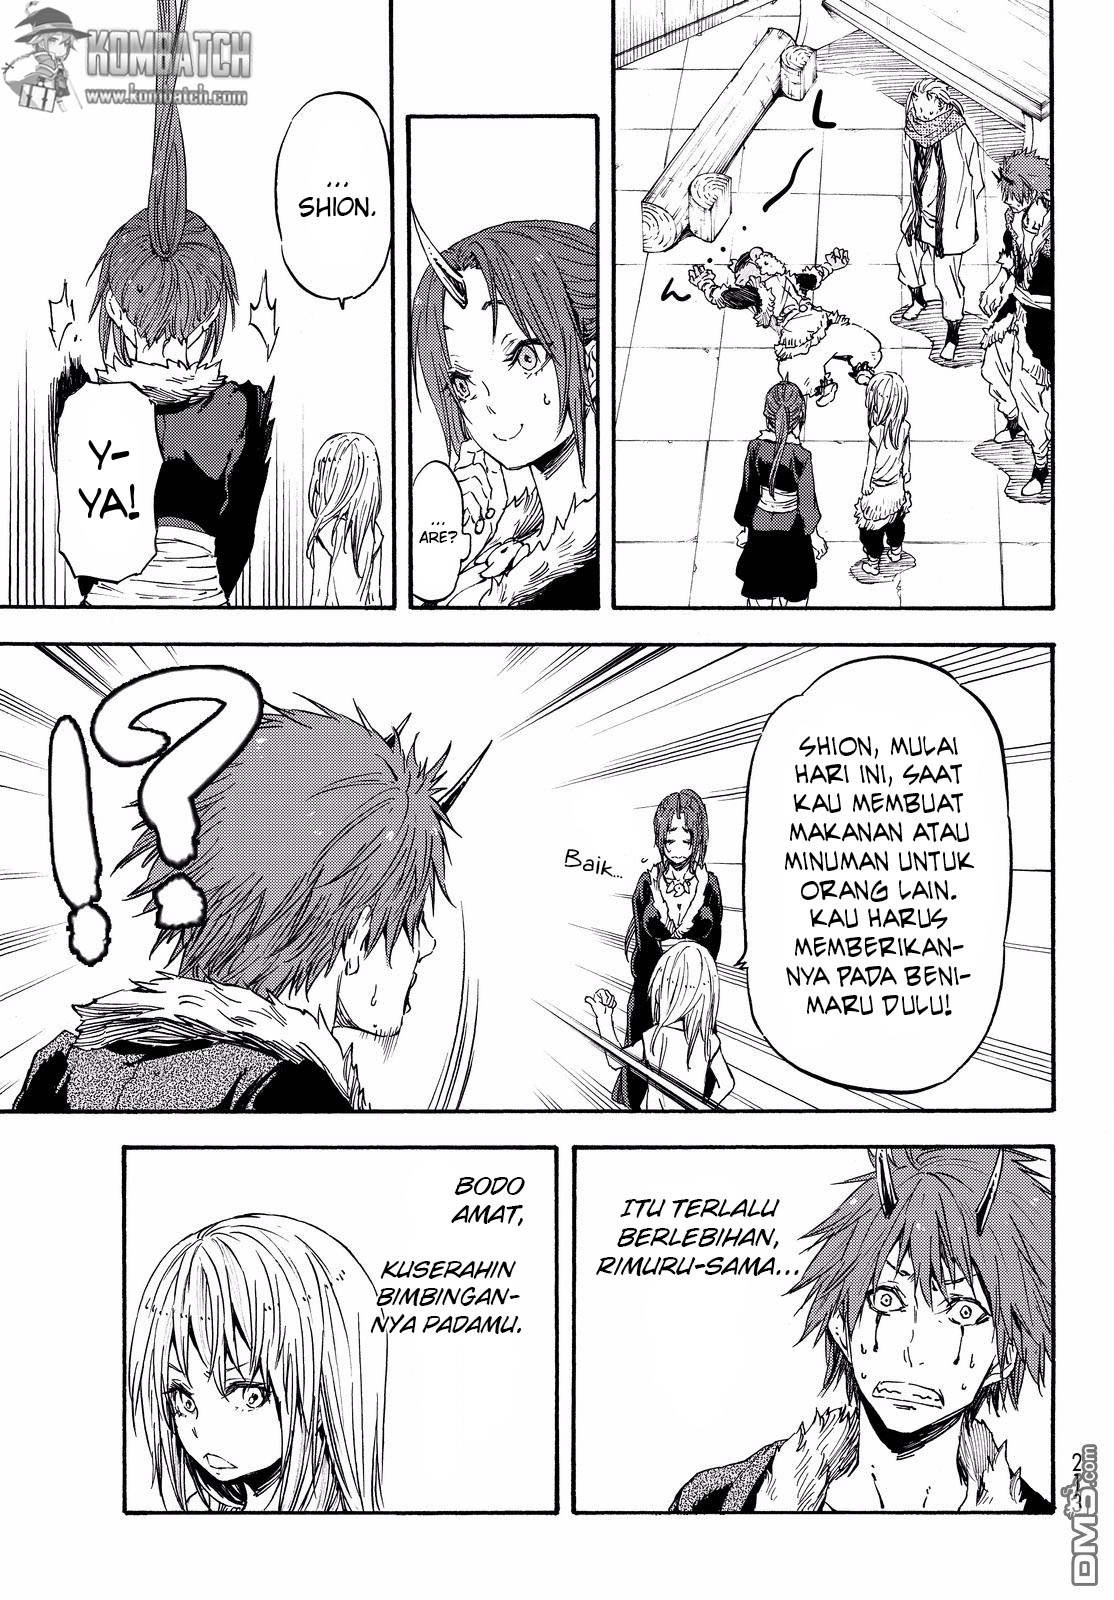 KOMBATCH
www.kombatch.com
...
ARE?
...
SHION.
Y-
YA!
SHION, MULAI
HARI INI, SAAT
KAU MEMBUAT
MAKANAN ATAU
MINUMAN UNTUK
ORANG LAIN.
KAU HARUS
MEMBERIKAN-
NYA PADA BENI-
MARU DULU!
Baik...
!?
ITU TERLALU
BERLEBIHAN,
RIMURU-SAMA...
BODO
AMAT,
KUSERAHIN
BIMBINGAN-
NYA PADAMU.
DM5.com